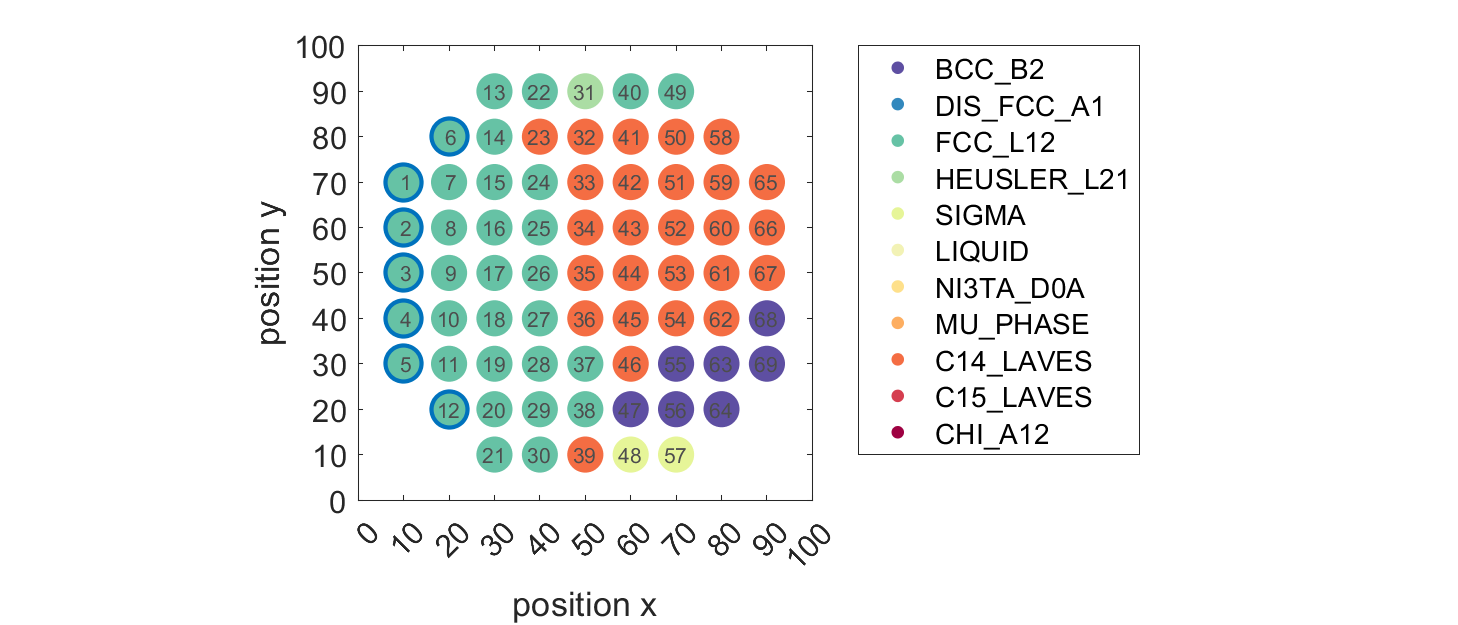 100
90
80
70
60
50
40
30
20
10
0
position y
13 22 31 40 49
6 14 23 32 41 50 58
1 7 15 24 33 42 51 59 65
2 8 16 25 34 43 52 60 66
3 9 17 26 35 44 53 61 67
4 10 18 27 36 45 54 62 68
5 11 19 28 37 46 55 63 69
12 20 29 38 47 56 64
21 30 39 48 57
0 10 20 30 40 50 60 70 80 90 100
position x
BCC_B2
DIS_FCC_A1
FCC_L12
HEUSLER_L21
SIGMA
LIQUID
NI3TA_D0A
MU_PHASE
C14_LAVES
C15_LAVES
CHI_A12